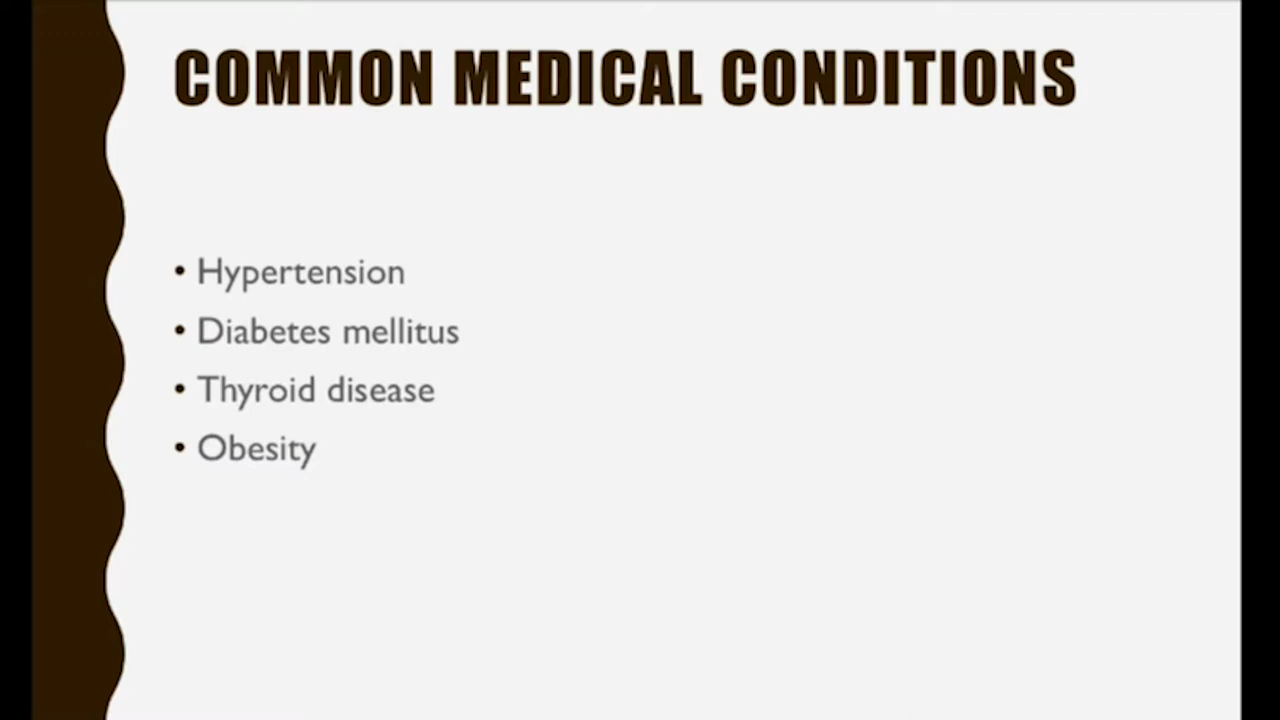 COMMON MEDICAL CONDITIONS
• Hypertension
• Diabetes mellitus
• Thyroid disease
• Obesity